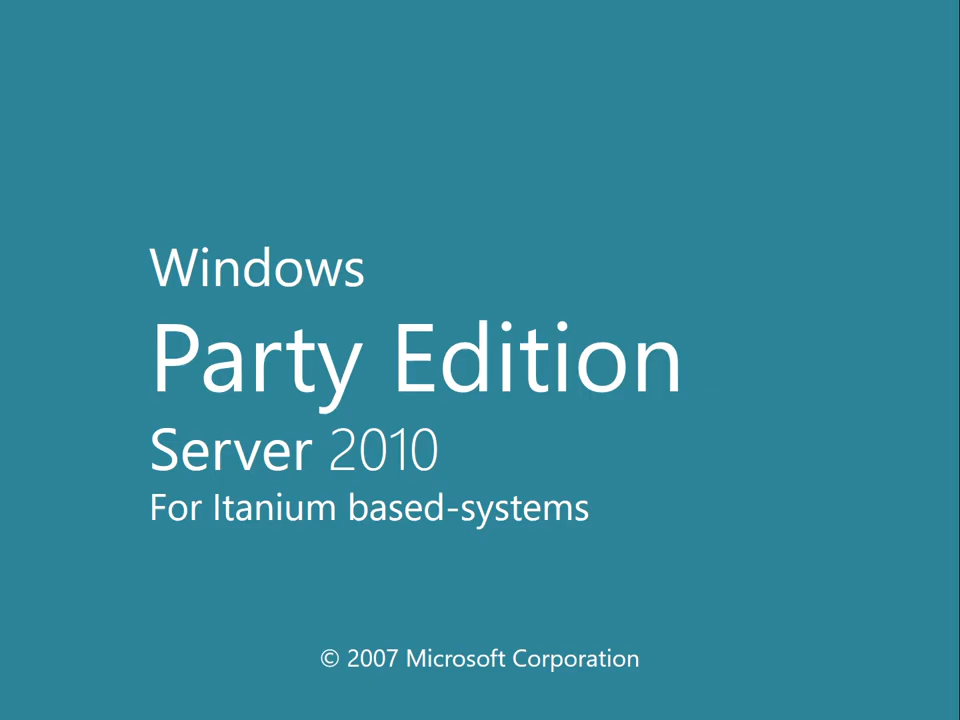 Windows
Party Edition
Server 2010
For Itanium based-systems
© 2007 Microsoft Corporation